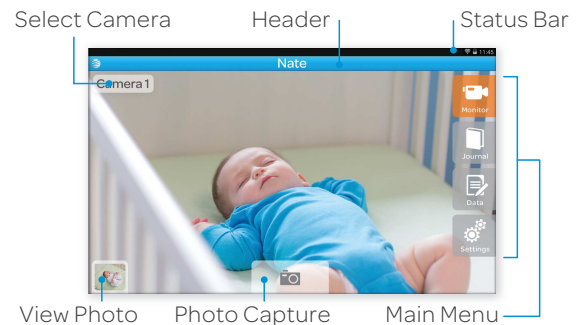 Select Camera
Header
Status Bar
11:45
Nate
Camera 1
Monitor
Journal
Data
Settings
View Photo
Photo Capture
Main Menu